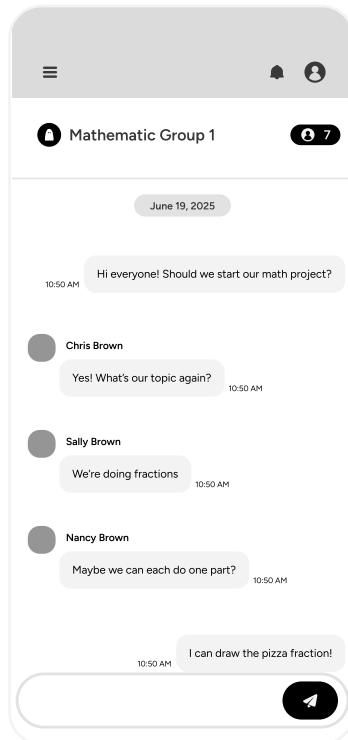 Mathematic Group 1
7
June 19, 2025
Hi everyone! Should we start our math project?
10:50 AM
Chris Brown
Yes! What's our topic again?
10:50 AM
Sally Brown
We're doing fractions
10:50 AM
Nancy Brown
Maybe we can each do one part?
10:50 AM
I can draw the pizza fraction!
10:50 AM